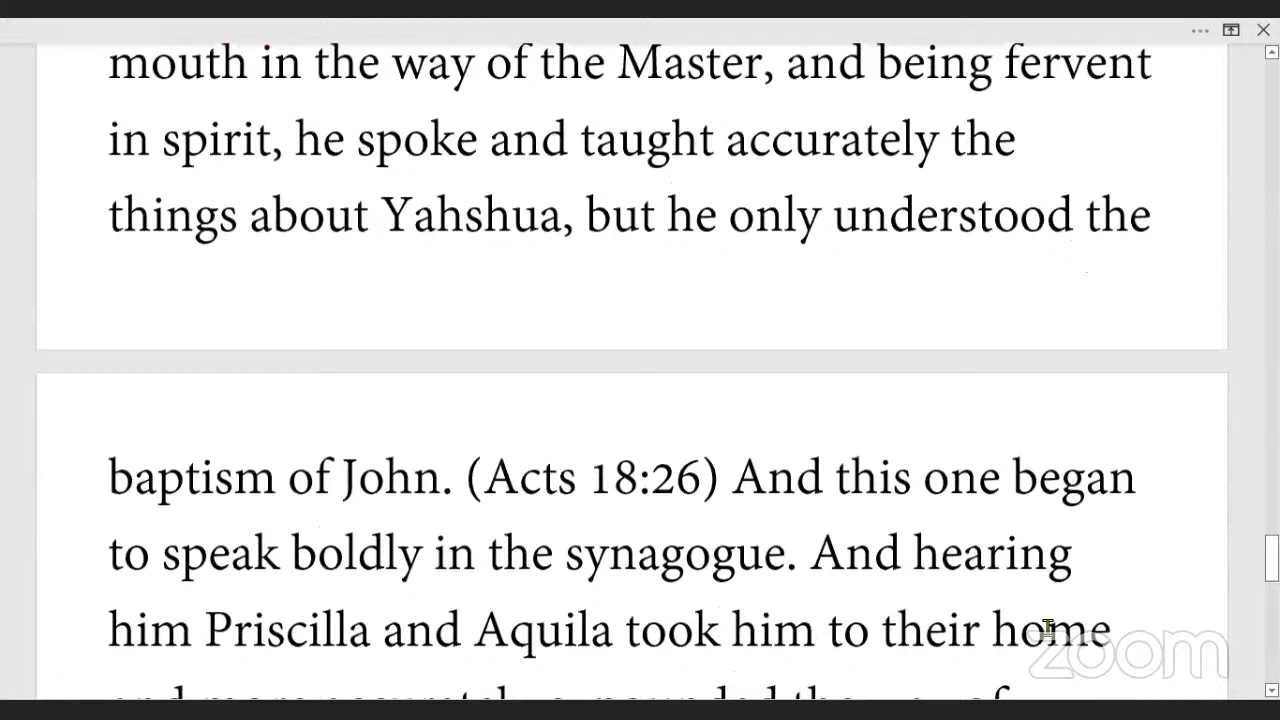 mouth in the way of the Master, and being fervent
in spirit, he spoke and taught accurately the
things about Yahshua, but he only understood the
baptism of John. (Acts 18:26) And this one began
to speak boldly in the synagogue. And hearing
him Priscilla and Aquila took him to their home
zoom